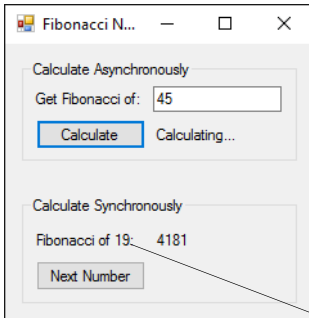 Fibonacci N...
Calculate Asynchronously
Get Fibonacci of: 45
Calculate Calculating...
Calculate Synchronously
Fibonacci of 19: 4181
Next Number